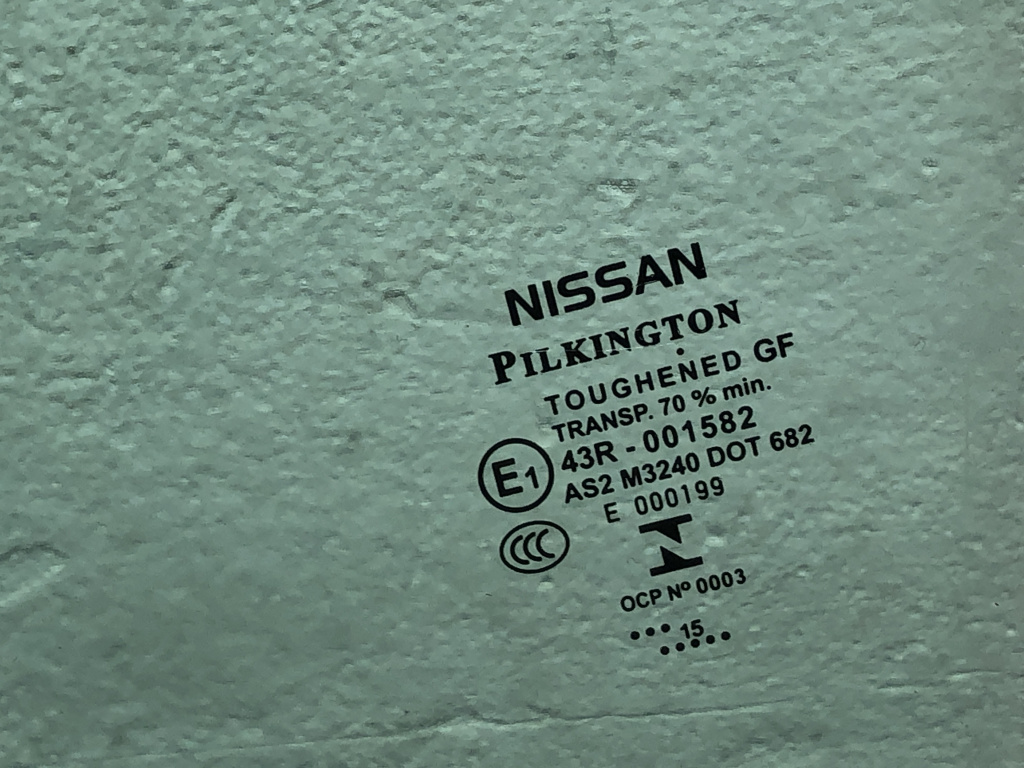 NISSAN
PILKINGTON
TOUGHENED GF
TRANSP. 70 % min.
E1 43R - 001582
AS2 M3240 DOT 682
E 000199
CCC
OCP Nº 0003
••• 15
•••••